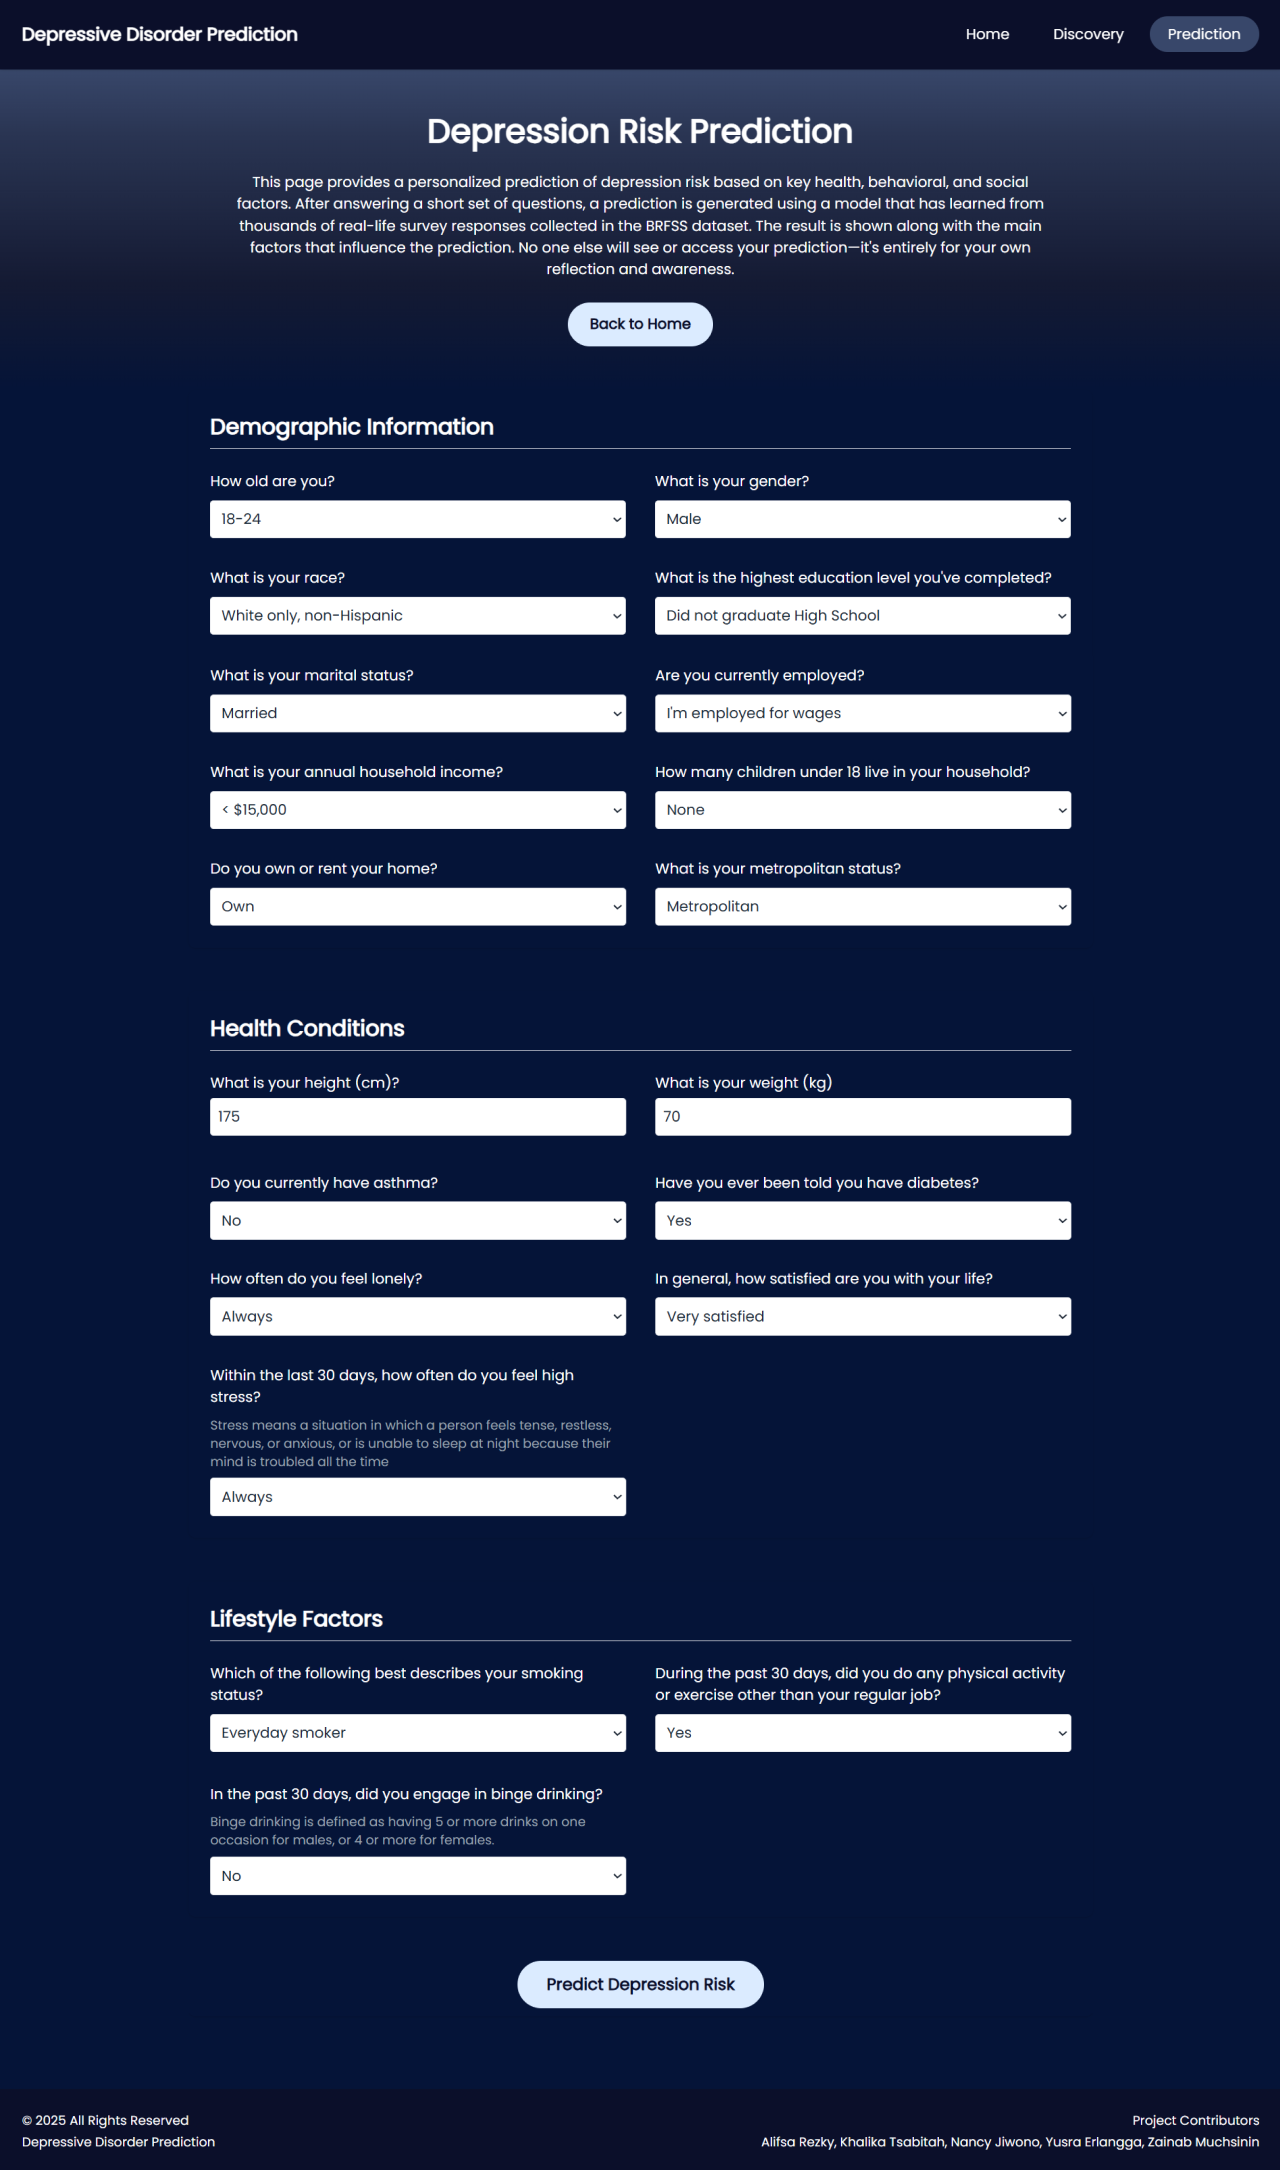 Depressive Disorder Prediction
Home
Discovery
Prediction
Depression Risk Prediction
This page provides a personalized prediction of depression risk based on key health, behavioral, and social
factors. After answering a short set of questions, a prediction is generated using a model that has learned from
thousands of real-life survey responses collected in the BRFSS dataset. The result is shown along with the main
factors that influence the prediction. No one else will see or access your prediction—it's entirely for your own
reflection and awareness.
Back to Home
Demographic Information
How old are you?
18-24
What is your gender?
Male
What is your race?
White only, non-Hispanic
What is the highest education level you've completed?
Did not graduate High School
What is your marital status?
Married
Are you currently employed?
I'm employed for wages
What is your annual household income?
< $15,000
How many children under 18 live in your household?
None
Do you own or rent your home?
Own
What is your metropolitan status?
Metropolitan
Health Conditions
What is your height (cm)?
175
What is your weight (kg)
70
Do you currently have asthma?
No
Have you ever been told you have diabetes?
Yes
How often do you feel lonely?
Always
In general, how satisfied are you with your life?
Very satisfied
Within the last 30 days, how often do you feel high
stress?
Stress means a situation in which a person feels tense, restless,
nervous, or anxious, or is unable to sleep at night because their
mind is troubled all the time
Always
Lifestyle Factors
Which of the following best describes your smoking
status?
Everyday smoker
During the past 30 days, did you do any physical activity
or exercise other than your regular job?
Yes
In the past 30 days, did you engage in binge drinking?
Binge drinking is defined as having 5 or more drinks on one
occasion for males, or 4 or more for females.
No
Predict Depression Risk
© 2025 All Rights Reserved
Depressive Disorder Prediction
Project Contributors
Alifsa Rezky, Khalika Tsabitah, Nancy Jiwono, Yusra Erlangga, Zainab Muchsinin